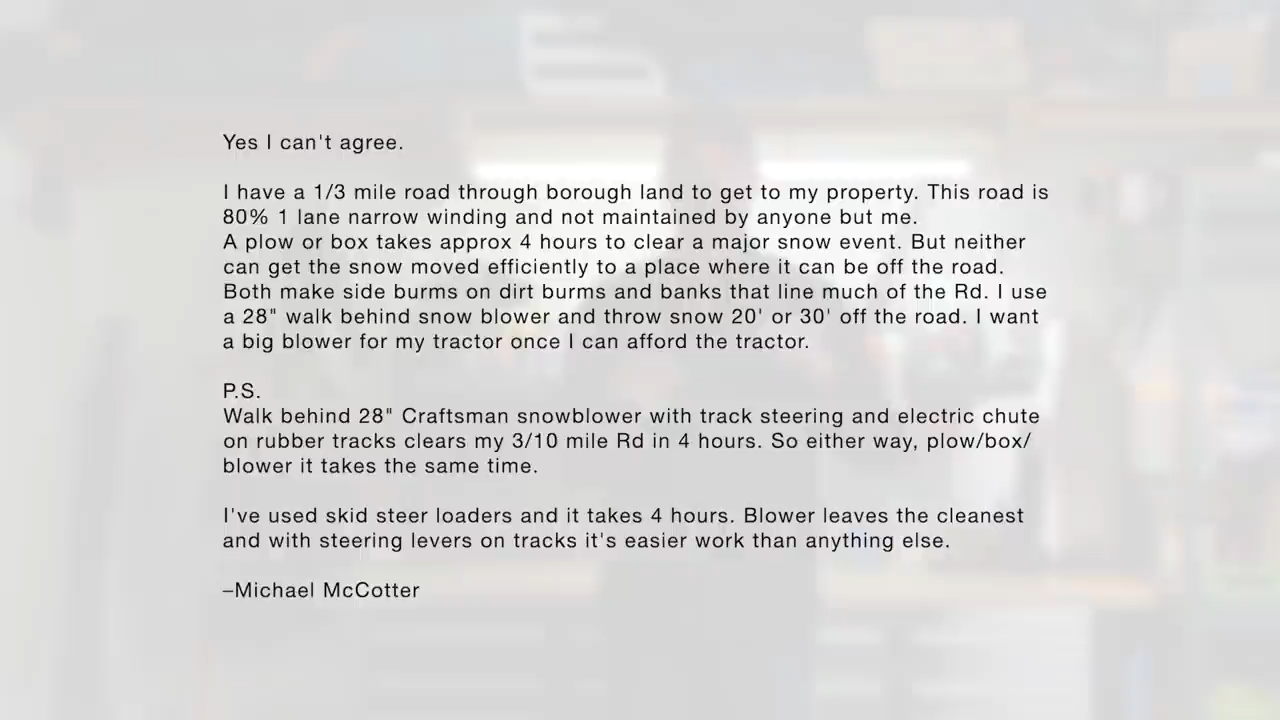 Yes I can't agree.
I have a 1/3 mile road through borough land to get to my property. This road is
80% 1 lane narrow winding and not maintained by anyone but me.
A plow or box takes approx 4 hours to clear a major snow event. But neither
can get the snow moved efficiently to a place where it can be off the road.
Both make side burms on dirt burms and banks that line much of the Rd. I use
a 28" walk behind snow blower and throw snow 20' or 30' off the road. I want
a big blower for my tractor once I can afford the tractor.
P.S.
Walk behind 28" Craftsman snowblower with track steering and electric chute
on rubber tracks clears my 3/10 mile Rd in 4 hours. So either way, plow/box/
blower it takes the same time.
I've used skid steer loaders and it takes 4 hours. Blower leaves the cleanest
and with steering levers on tracks it's easier work than anything else.
–Michael McCotter